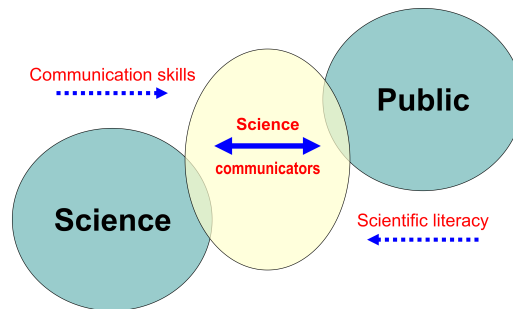 Communication skills
Public
Science
communicators
Science
Scientific literacy